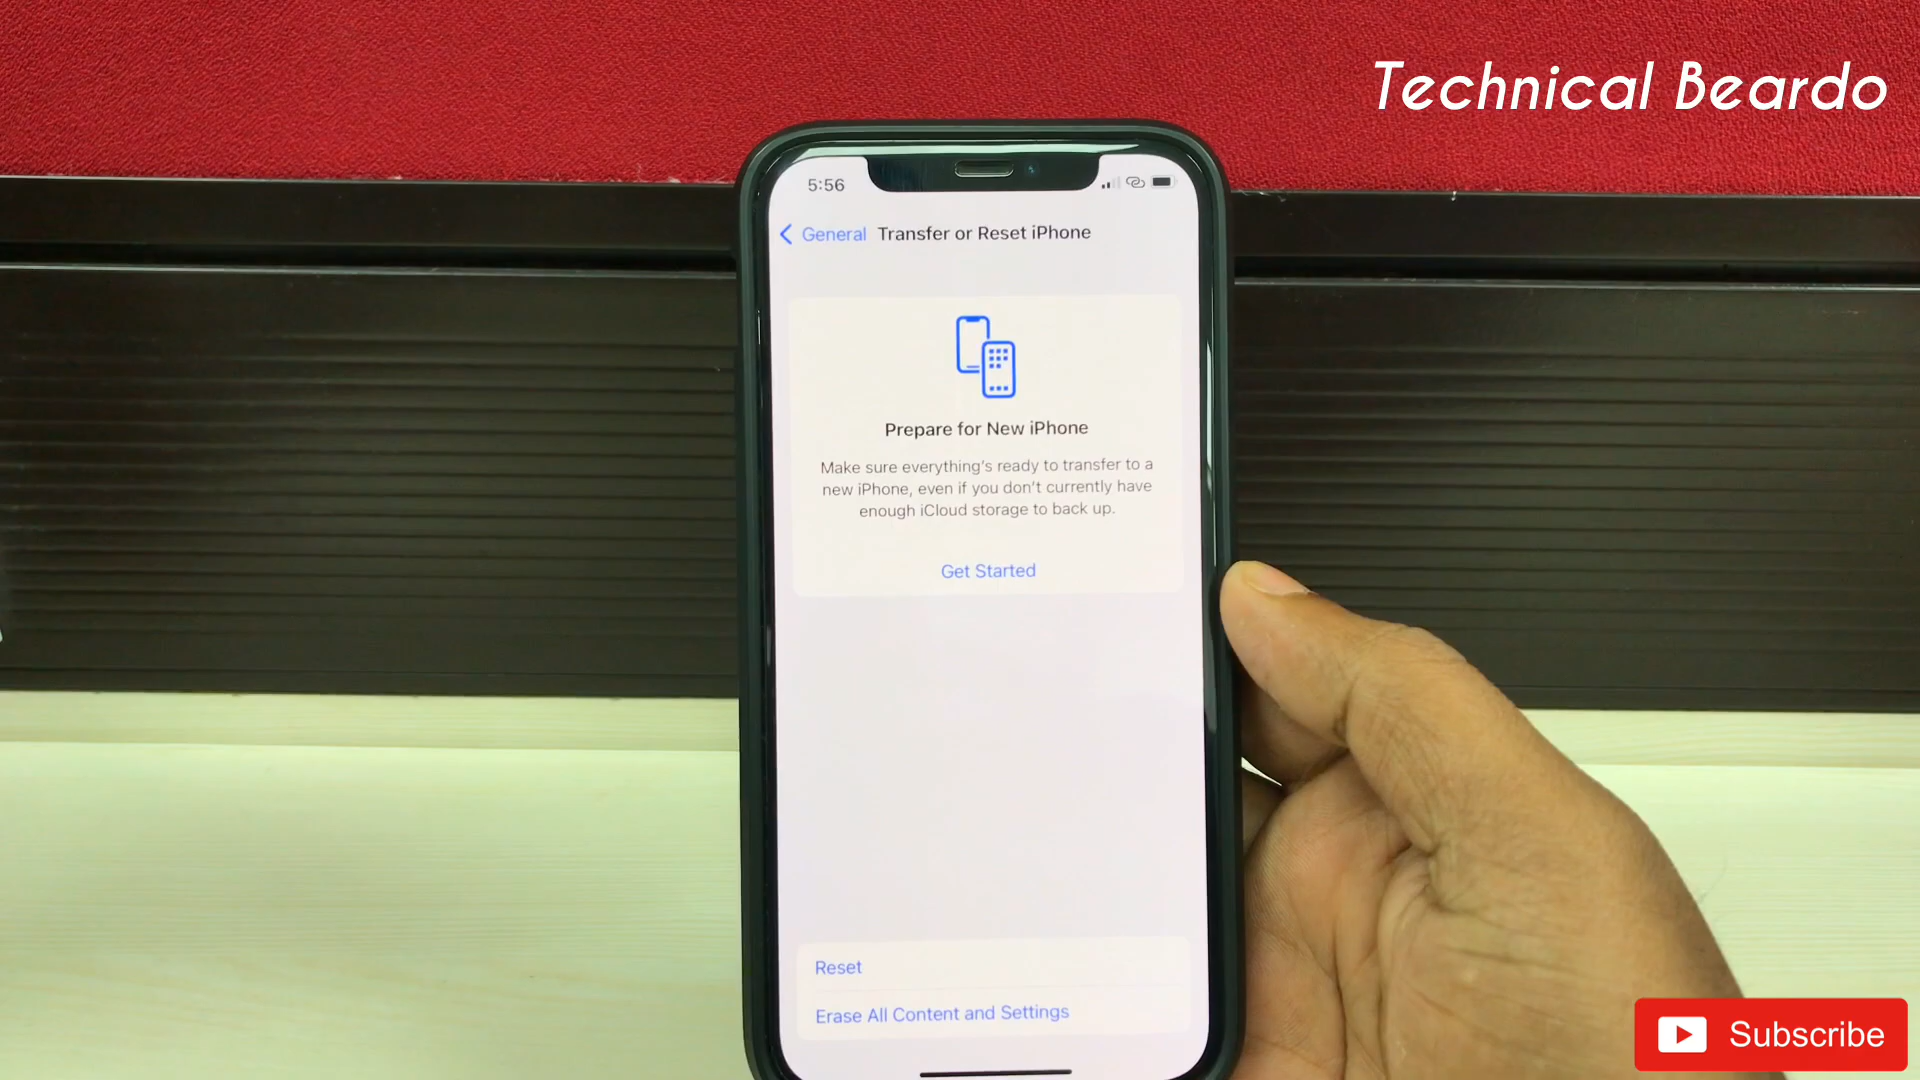 Technical Beardo
5:56
General Transfer or Reset iPhone
Prepare for New iPhone
Make sure everything's ready to transfer to a
new iPhone, even if you don't currently have
enough iCloud storage to back up.
Get Started
Reset
Erase All Content and Settings
Subscribe